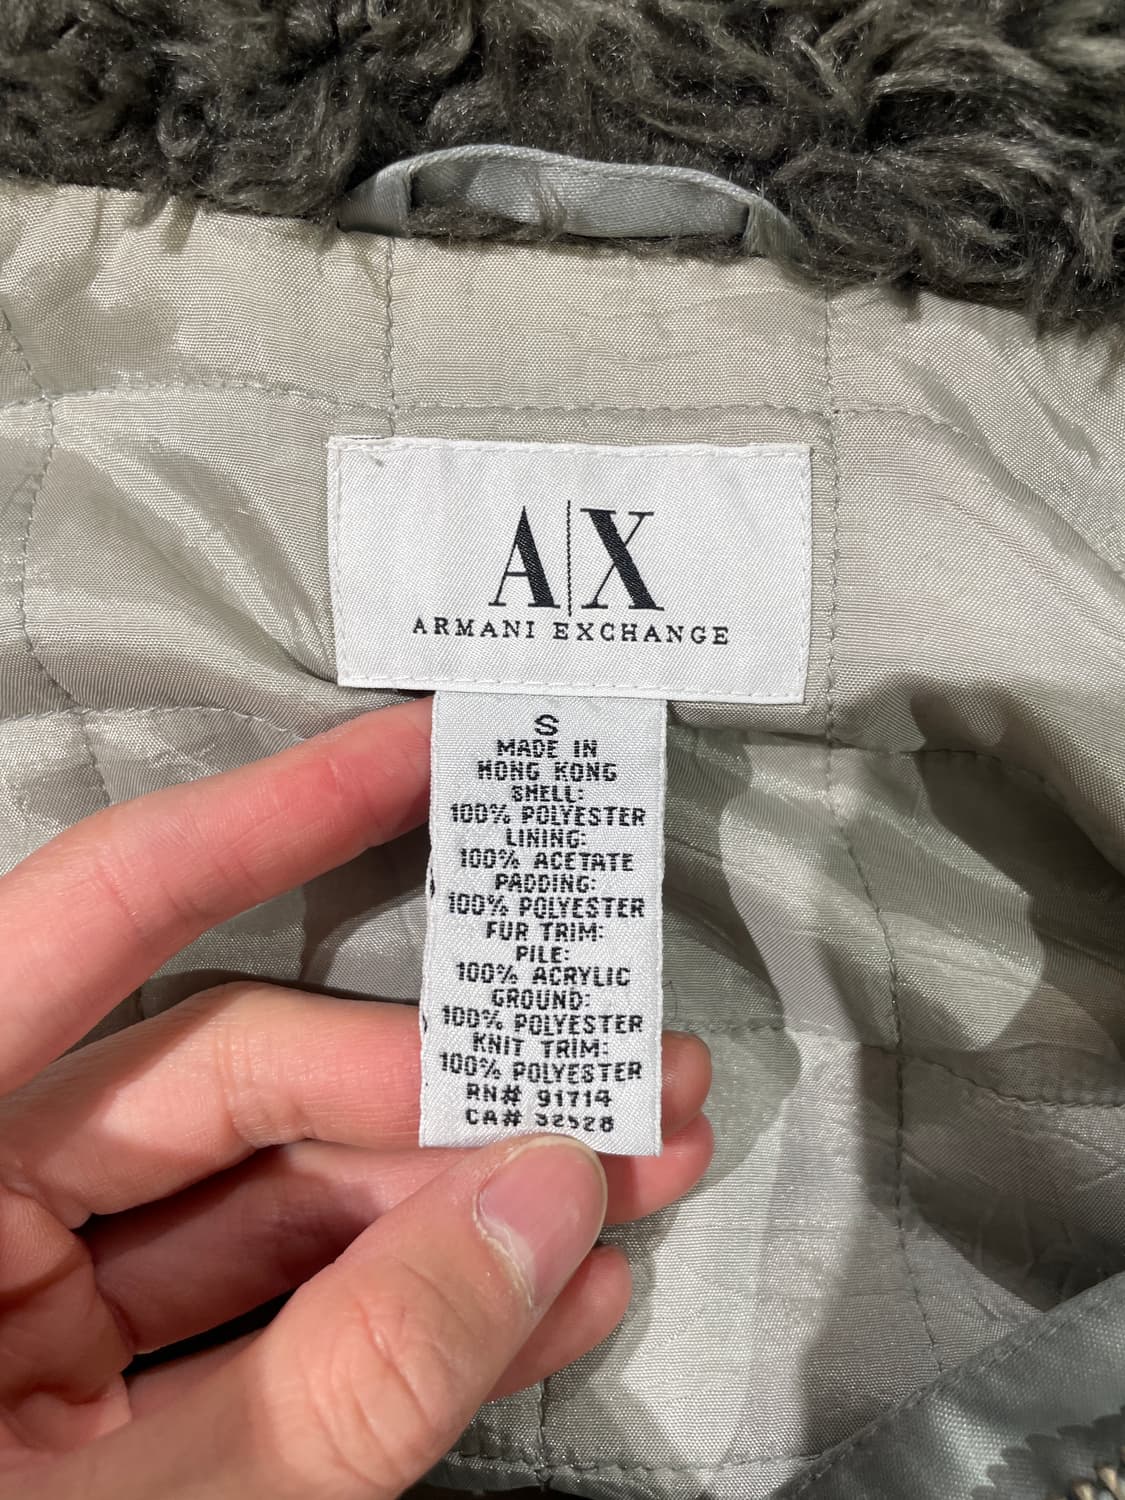 A|X
ARMANI EXCHANGE
S
MADE IN
HONG KONG
SHELL:
100% POLYESTER
LINING:
100% ACETATE
PADDING:
100% POLYESTER
FUR TRIM:
PILE:
100% ACRYLIC
GROUND:
100% POLYESTER
KNIT TRIM:
100% POLYESTER
RN# 91714
CA#